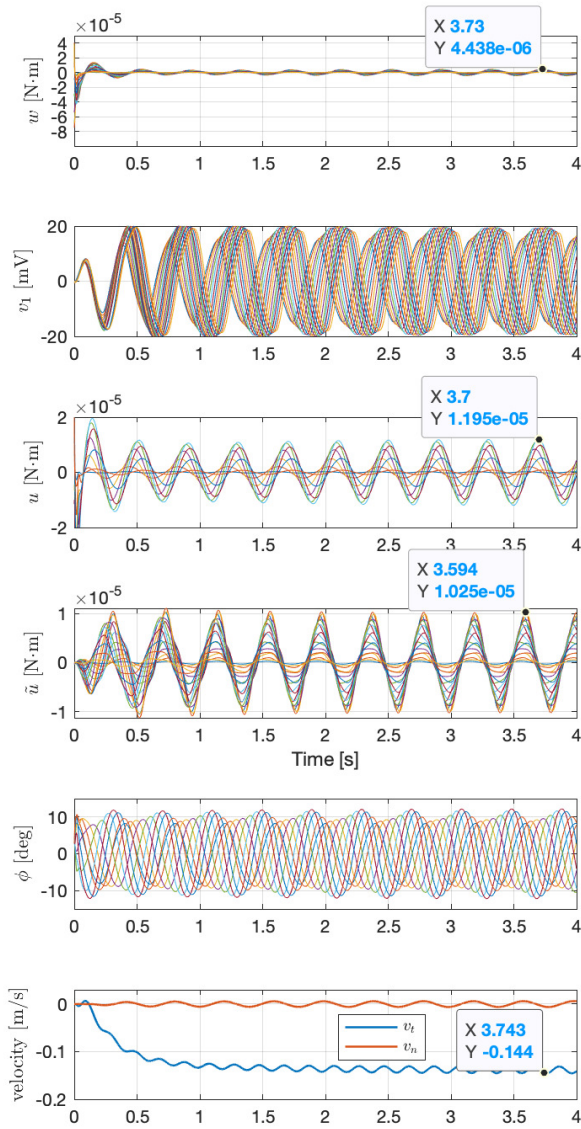 ×10⁻⁵
X 3.73
Y 4.438e-06
4
2
0
-2
-4
-6
-8
w [N·m]
0 0.5 1 1.5 2 2.5 3 3.5 4
20
0
-20
v₁ [mV]
0 0.5 1 1.5 2 2.5 3 3.5 4
×10⁻⁵
X 3.7
Y 1.195e-05
2
0
-2
u [N·m]
0 0.5 1 1.5 2 2.5 3 3.5 4
×10⁻⁵
X 3.594
Y 1.025e-05
1
0
-1
ũ [N·m]
0 0.5 1 1.5 2 2.5 3 3.5 4
Time [s]
10
0
-10
ϕ [deg]
0 0.5 1 1.5 2 2.5 3 3.5 4
0
-0.1
-0.2
velocity [m/s]
vₜ
vₙ
X 3.743
Y -0.144
0 0.5 1 1.5 2 2.5 3 3.5 4